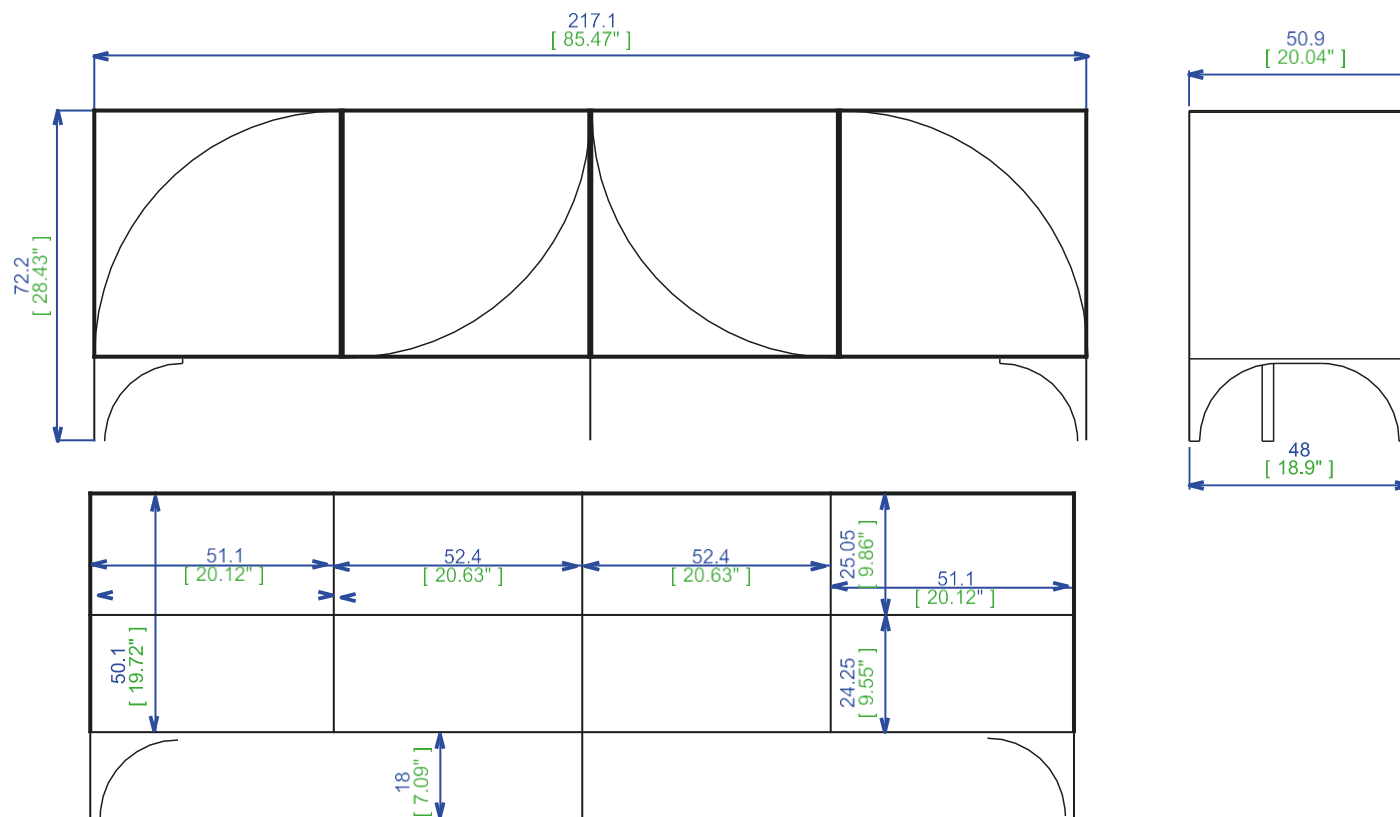 217.1
[ 85.47" ]
50.9
[ 20.04" ]
72.2
[ 28.43" ]
48
[ 18.9" ]
51.1
[ 20.12" ]
52.4
[ 20.63" ]
52.4
[ 20.63" ]
25.05
[ 9.86" ]
51.1
[ 20.12" ]
50.1
[ 19.72" ]
24.25
[ 9.55" ]
18
[ 7.09" ]